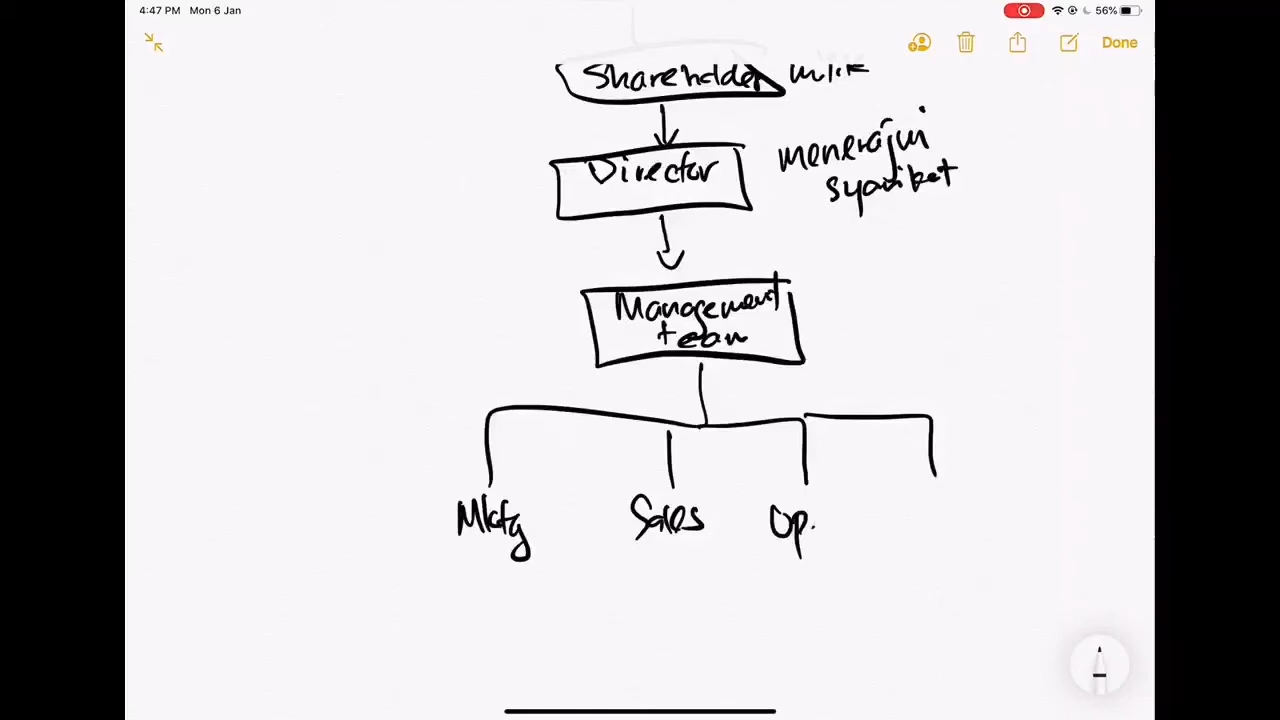 4:47 PM Mon 6 Jan
56%
Done
Shareholder milik
Director
menerajui
syarikat
Management
team
Mktg Sales Op.